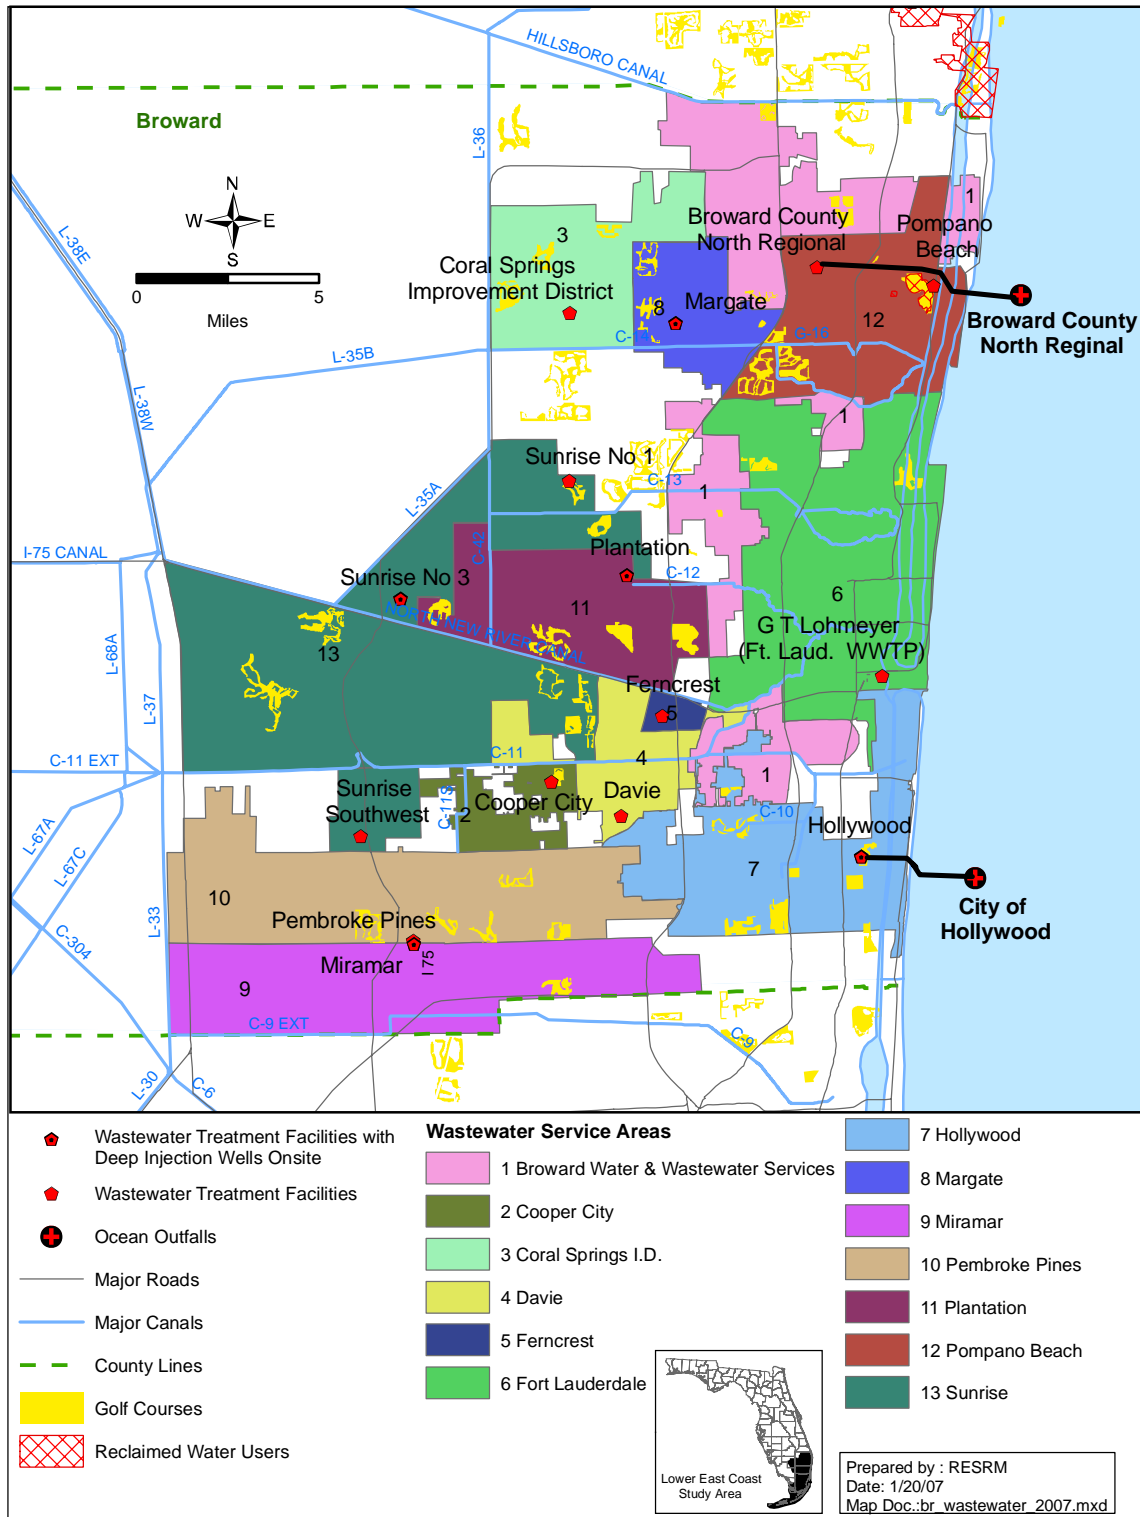 HILLSBORO CANAL
Broward
L-36
N
W
E
S
0
5
Miles
L-38E
L-38W
L-35B
L-35A
3
Coral Springs
Improvement District
Broward County
North Regional
Pompano
Beach
1
8
Margate
C-14
C-16
12
Broward County
North Reginal
1
Sunrise No 1
C-13
1
C-42
Plantation
C-12
I-75 CANAL
Sunrise No 3
11
NORTH NEW RIVER CANAL
6
G T Lohmeyer
(Ft. Laud. WWTP)
L-68A
L-37
13
Ferncrest
5
C-11 EXT
C-11
4
1
Sunrise
Southwest
C-11S
2
Cooper City
Davie
C-10
Hollywood
L-67A
L-67C
L-33
C-304
10
7
City of
Hollywood
Pembroke Pines
Miramar
I 75
9
C-9 EXT
C-9
L-30
C-6
Wastewater Treatment Facilities with
Deep Injection Wells Onsite
Wastewater Treatment Facilities
Ocean Outfalls
Major Roads
Major Canals
County Lines
Golf Courses
Reclaimed Water Users
Wastewater Service Areas
1 Broward Water & Wastewater Services
2 Cooper City
3 Coral Springs I.D.
4 Davie
5 Ferncrest
6 Fort Lauderdale
7 Hollywood
8 Margate
9 Miramar
10 Pembroke Pines
11 Plantation
12 Pompano Beach
13 Sunrise
Lower East Coast
Study Area
Prepared by : RESRM
Date: 1/20/07
Map Doc.:br_wastewater_2007.mxd